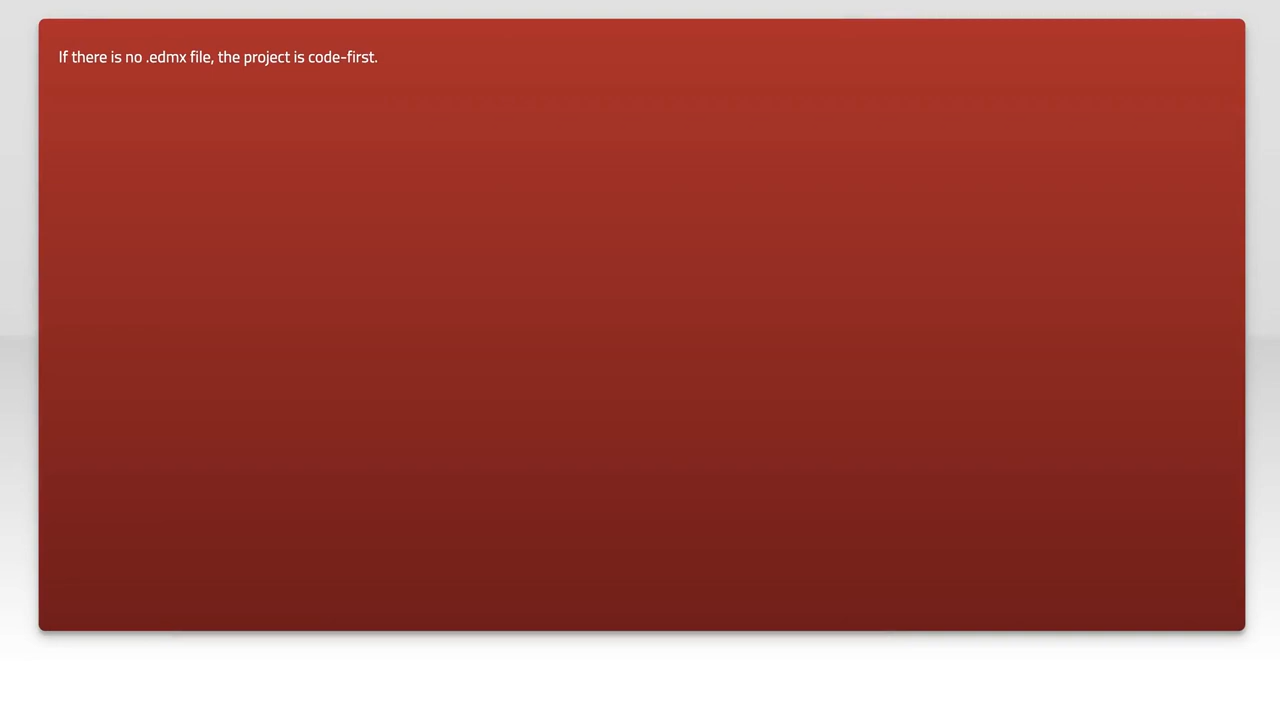 If there is no .edmx file, the project is code-first.